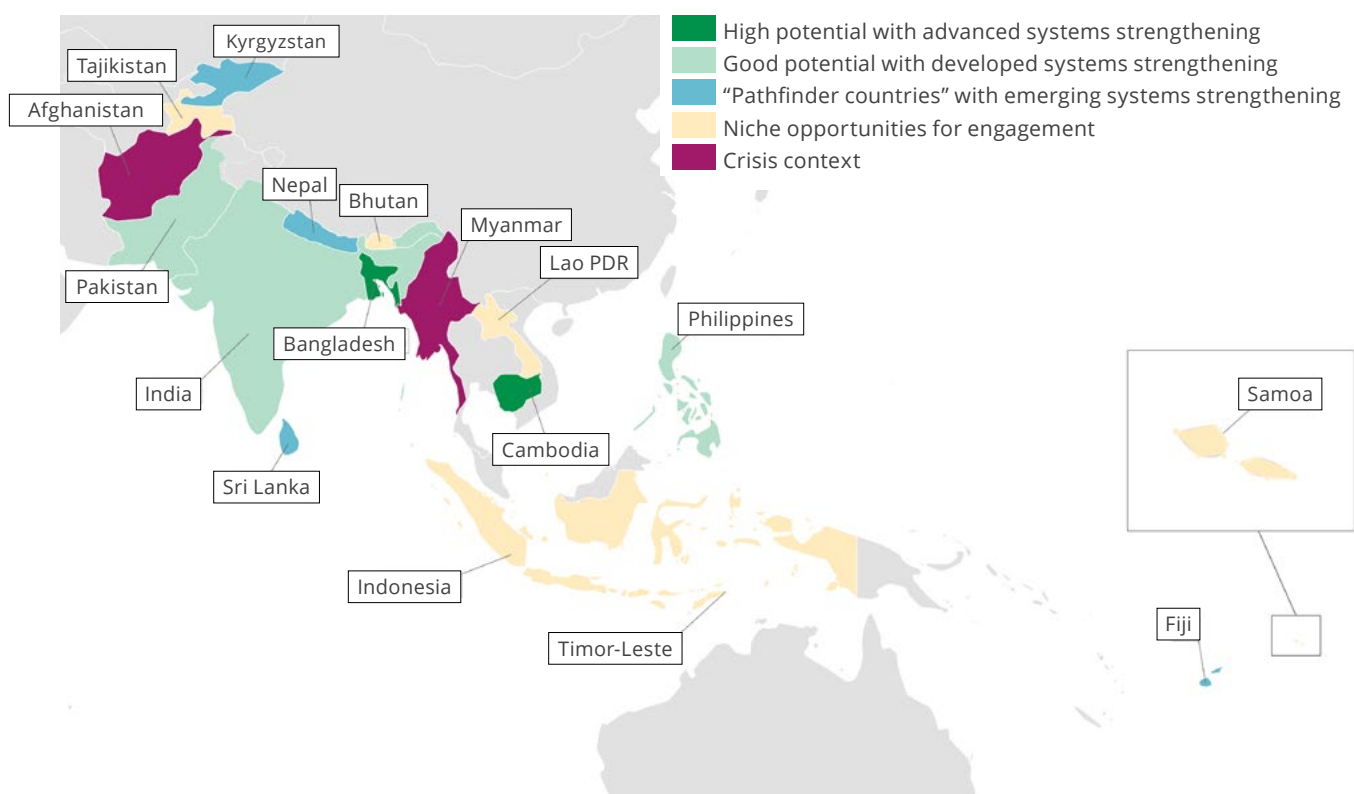 High potential with advanced systems strengthening
Good potential with developed systems strengthening
“Pathfinder countries” with emerging systems strengthening
Niche opportunities for engagement
Crisis context
Kyrgyzstan
Tajikistan
Afghanistan
Nepal
Bhutan
Myanmar
Lao PDR
Pakistan
Philippines
Bangladesh
India
Samoa
Cambodia
Sri Lanka
Indonesia
Fiji
Timor-Leste